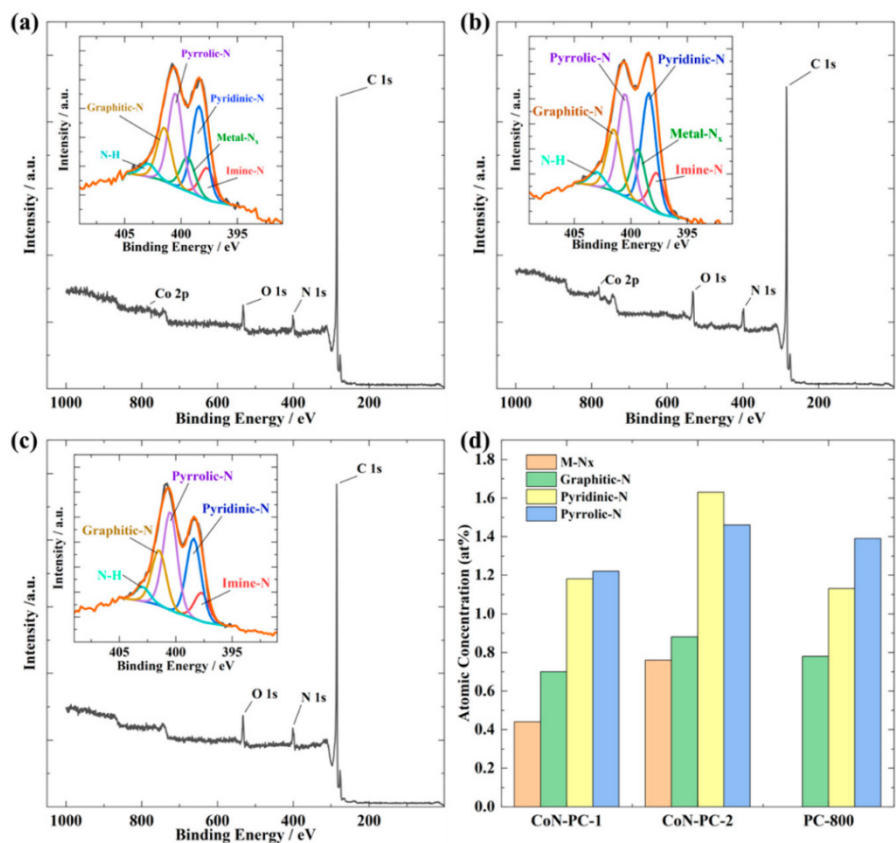 (a)
Intensity / a.u.
Intensity / a.u.
Pyrrolic-N
Graphitic-N
Pyridinic-N
N-H
Metal-Nₓ
Imine-N
405 400 395
Binding Energy / eV
C 1s
Co 2p
O 1s
N 1s
1000 800 600 400 200
Binding Energy / eV
(b)
Intensity / a.u.
Intensity / a.u.
Pyrrolic-N
Pyridinic-N
Graphitic-N
Metal-Nₓ
N-H
Imine-N
405 400 395
Binding Energy / eV
C 1s
Co 2p
O 1s
N 1s
1000 800 600 400 200
Binding Energy / eV
(c)
Intensity /a.u.
Intensity / a.u.
Pyrrolic-N
Pyridinic-N
Graphitic-N
N-H
Imine-N
405 400 395
Binding Energy / eV
C 1s
O 1s
N 1s
1000 800 600 400 200
Binding Energy / eV
(d)
Atomic Concentration (at%)
1.8
1.6
1.4
1.2
1.0
0.8
0.6
0.4
0.2
0.0
M-Nx
Graphitic-N
Pyridinic-N
Pyrrolic-N
CoN-PC-1 CoN-PC-2 PC-800